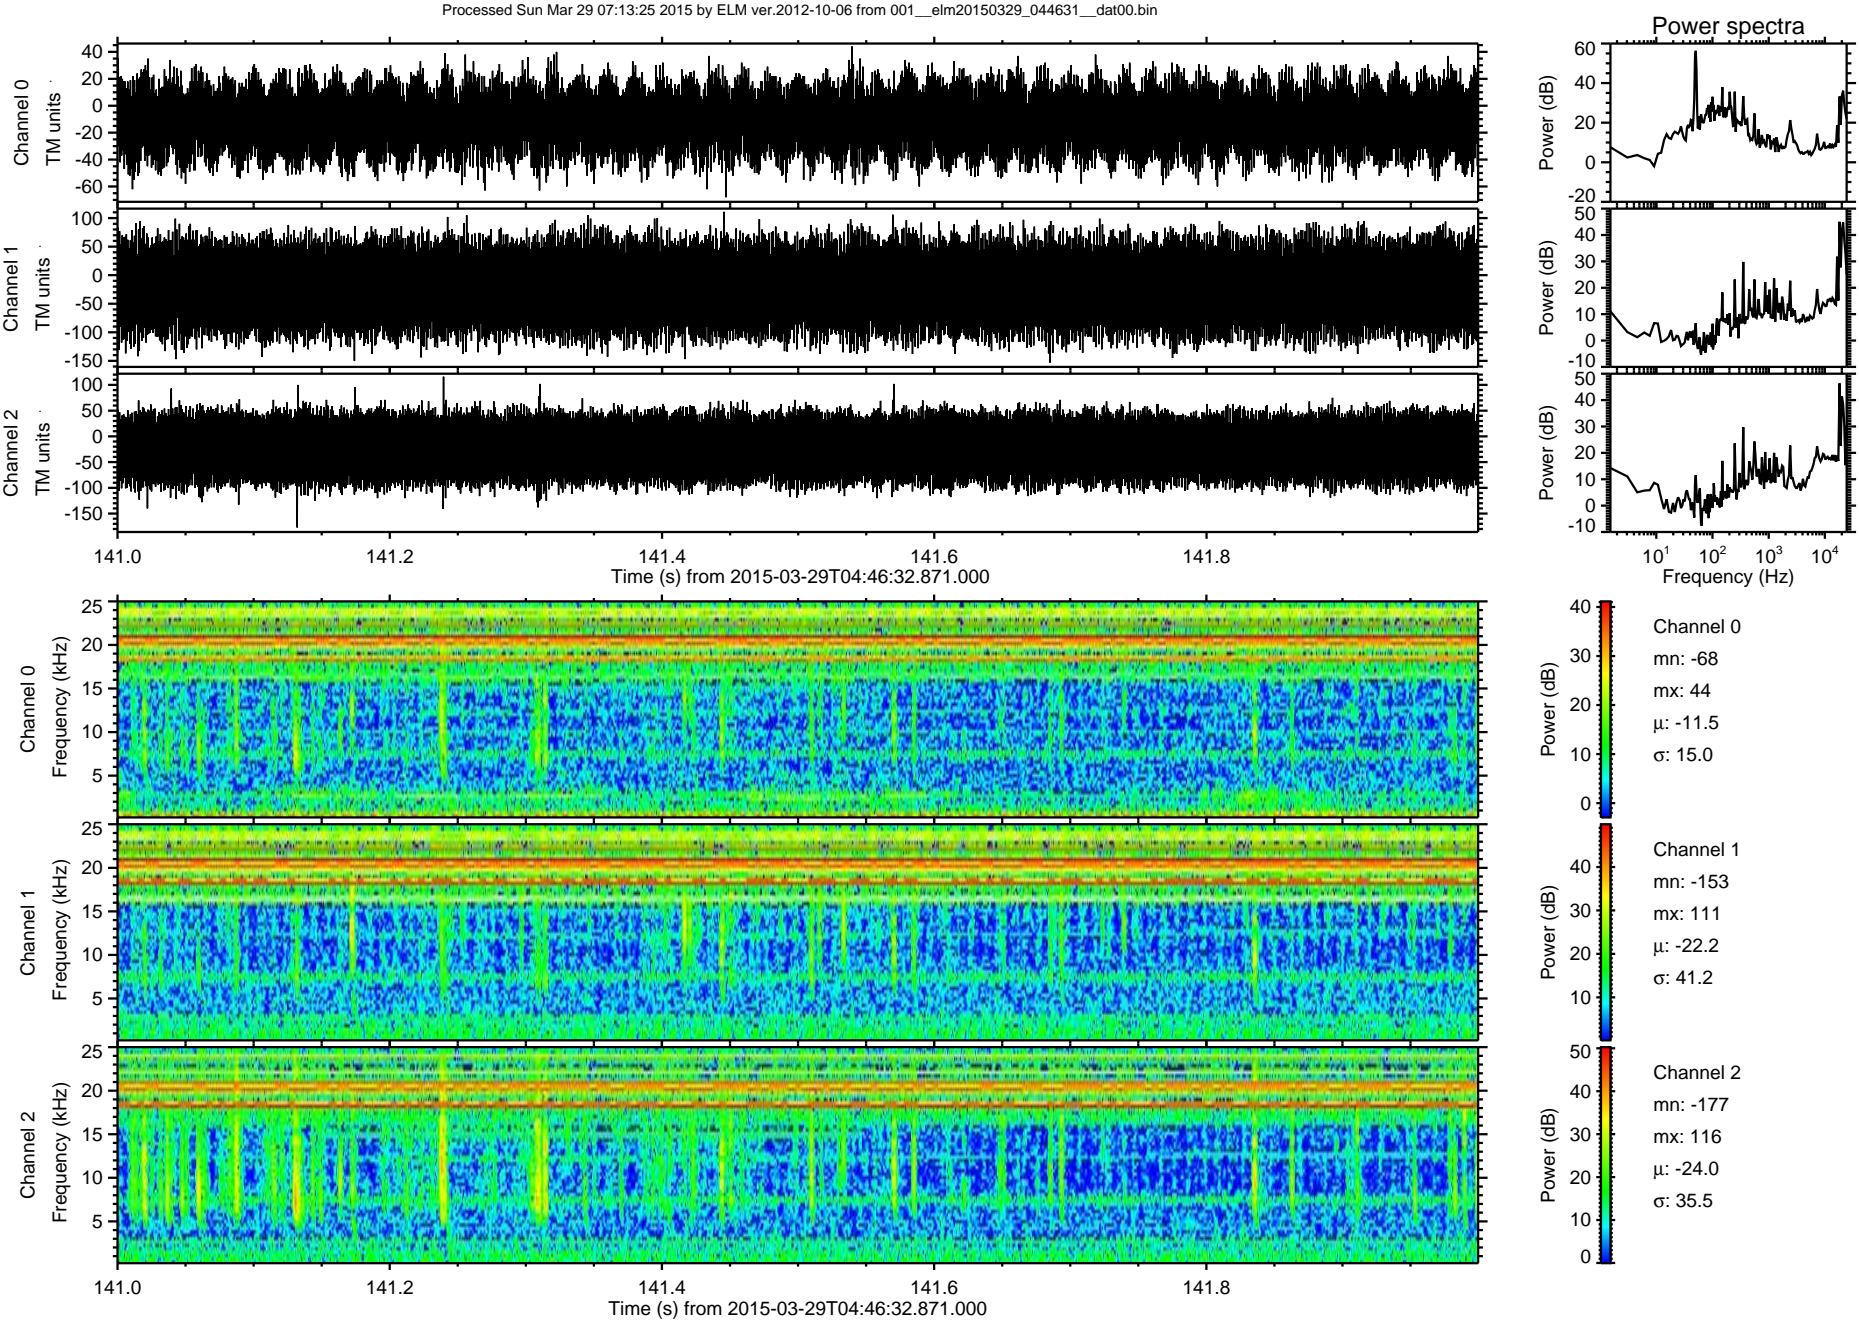 Processed Sun Mar 29 07:13:25 2015 by ELM ver.2012-10-06 from 001__elm20150329_044631__dat00.bin
Power spectra
Channel 0
TM units
40
20
0
-20
-40
-60
Power (dB)
60
40
20
0
-20
Channel 1
TM units
100
50
0
-50
-100
-150
Power (dB)
50
40
30
20
10
0
-10
Channel 2
TM units
100
50
0
-50
-100
-150
Power (dB)
50
40
30
20
10
0
-10
141.0 141.2 141.4 141.6 141.8
Time (s) from 2015-03-29T04:46:32.871.000
10¹ 10² 10³ 10⁴
Frequency (Hz)
Channel 0
Frequency (kHz)
25
20
15
10
5
Power (dB)
40
30
20
10
0
Channel 0
mn: -68
mx: 44
μ: -11.5
σ: 15.0
Channel 1
Frequency (kHz)
25
20
15
10
5
Power (dB)
40
30
20
10
Channel 1
mn: -153
mx: 111
μ: -22.2
σ: 41.2
Channel 2
Frequency (kHz)
25
20
15
10
5
Power (dB)
50
40
30
20
10
0
Channel 2
mn: -177
mx: 116
μ: -24.0
σ: 35.5
141.0 141.2 141.4 141.6 141.8
Time (s) from 2015-03-29T04:46:32.871.000